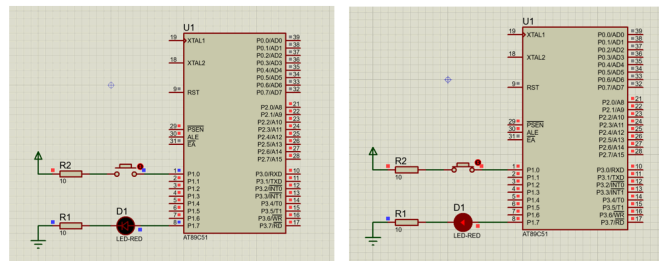 U1
19 XTAL1 P0.0/AD0 39
P0.1/AD1 38
P0.2/AD2 37
18 XTAL2 P0.3/AD3 36
P0.4/AD4 35
P0.5/AD5 34
P0.6/AD6 33
9 RST P0.7/AD7 32
P2.0/A8 21
P2.1/A9 22
P2.2/A10 23
29 PSEN P2.3/A11 24
30 ALE P2.4/A12 25
31 EA P2.5/A13 26
P2.6/A14 27
P2.7/A15 28
R2
10
1 P1.0 P3.0/RXD 10
2 P1.1 P3.1/TXD 11
3 P1.2 P3.2/INT0 12
4 P1.3 P3.3/INT1 13
5 P1.4 P3.4/T0 14
6 P1.5 P3.5/T1 15
7 P1.6 P3.6/WR 16
8 P1.7 P3.7/RD 17
R1
10
D1
LED-RED
AT89C51
U1
19 XTAL1 P0.0/AD0 39
P0.1/AD1 38
P0.2/AD2 37
18 XTAL2 P0.3/AD3 36
P0.4/AD4 35
P0.5/AD5 34
P0.6/AD6 33
9 RST P0.7/AD7 32
P2.0/A8 21
P2.1/A9 22
P2.2/A10 23
29 PSEN P2.3/A11 24
30 ALE P2.4/A12 25
31 EA P2.5/A13 26
P2.6/A14 27
P2.7/A15 28
R2
10
1 P1.0 P3.0/RXD 10
2 P1.1 P3.1/TXD 11
3 P1.2 P3.2/INT0 12
4 P1.3 P3.3/INT1 13
5 P1.4 P3.4/T0 14
6 P1.5 P3.5/T1 15
7 P1.6 P3.6/WR 16
8 P1.7 P3.7/RD 17
R1
10
D1
LED-RED
AT89C51